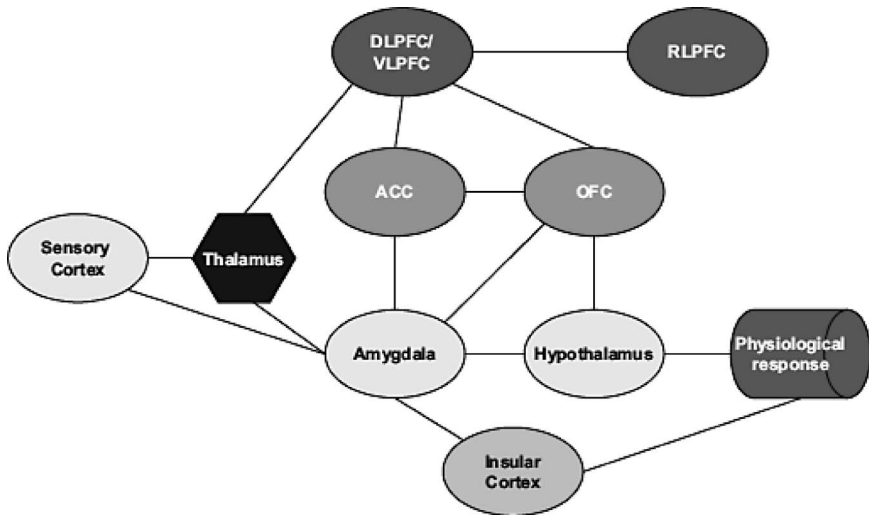 DLPFC/
VLPFC
RLPFC
ACC
OFC
Sensory
Cortex
Thalamus
Amygdala
Hypothalamus
Physiological
response
Insular
Cortex